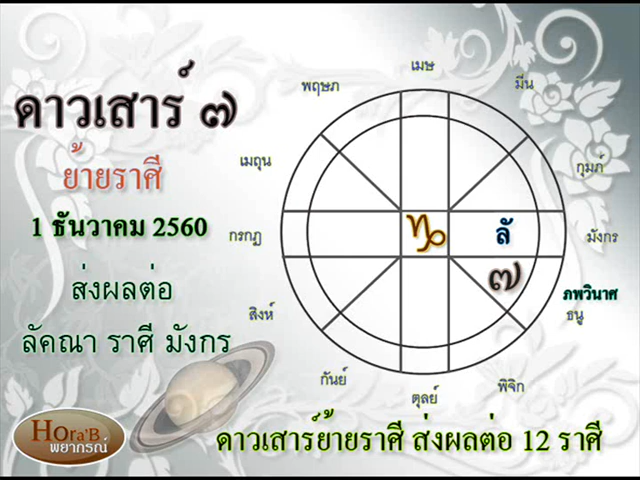 ดาวเสาร์ ๗
ย้ายราศี
1 ธันวาคม 2560
ส่งผลต่อ
ลัคณา ราศี มังกร
เมษ
พฤษภ
มีน
เมถุน
กุมภ์
กรกฏ
ลั
มังกร
๗
ภพวินาศ
ธนู
สิงห์
กันย์
ตุลย์
พิจิก
HOra'B
พยากรณ์
ดาวเสาร์ย้ายราศี ส่งผลต่อ 12 ราศี